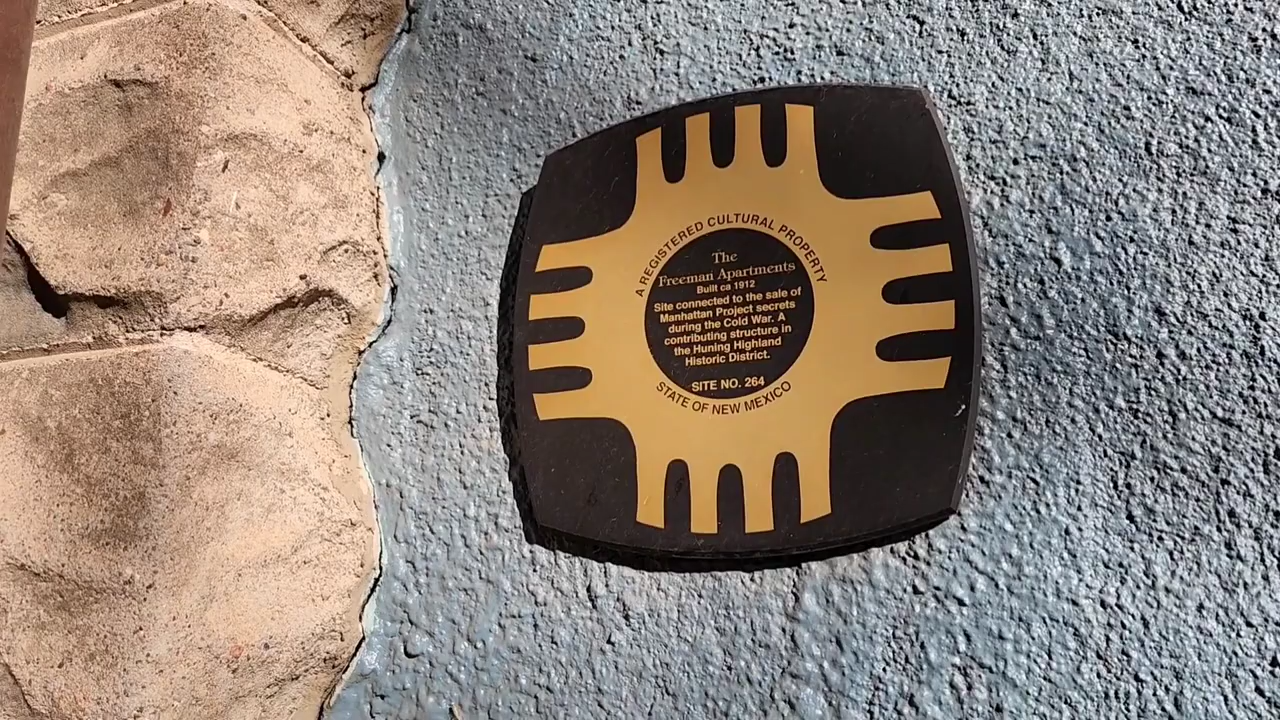 A REGISTERED CULTURAL PROPERTY
The
Freeman Apartments
Built ca 1912
Site connected to the sale of
Manhattan Project secrets
during the Cold War. A
contributing structure in
the Huning Highland
Historic District.
SITE NO. 264
STATE OF NEW MEXICO